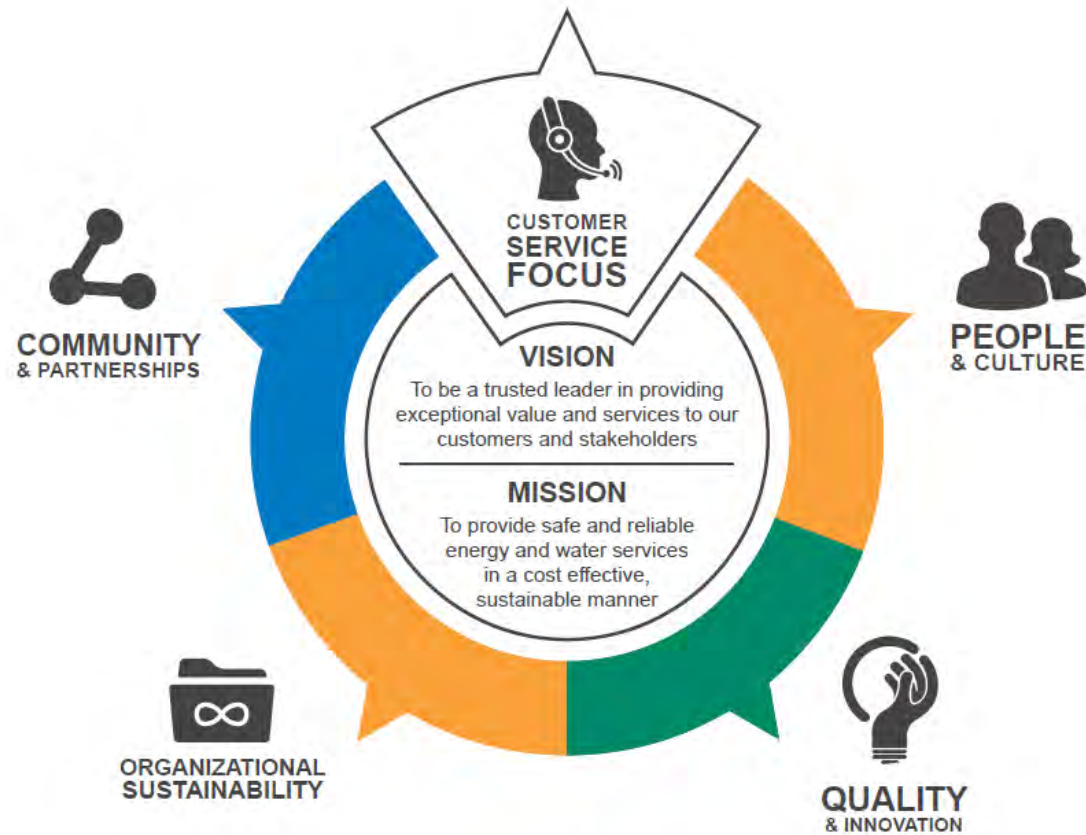 CUSTOMER
SERVICE
FOCUS
COMMUNITY
& PARTNERSHIPS
PEOPLE
& CULTURE
VISION
To be a trusted leader in providing
exceptional value and services to our
customers and stakeholders
MISSION
To provide safe and reliable
energy and water services
in a cost effective,
sustainable manner
ORGANIZATIONAL
SUSTAINABILITY
QUALITY
& INNOVATION